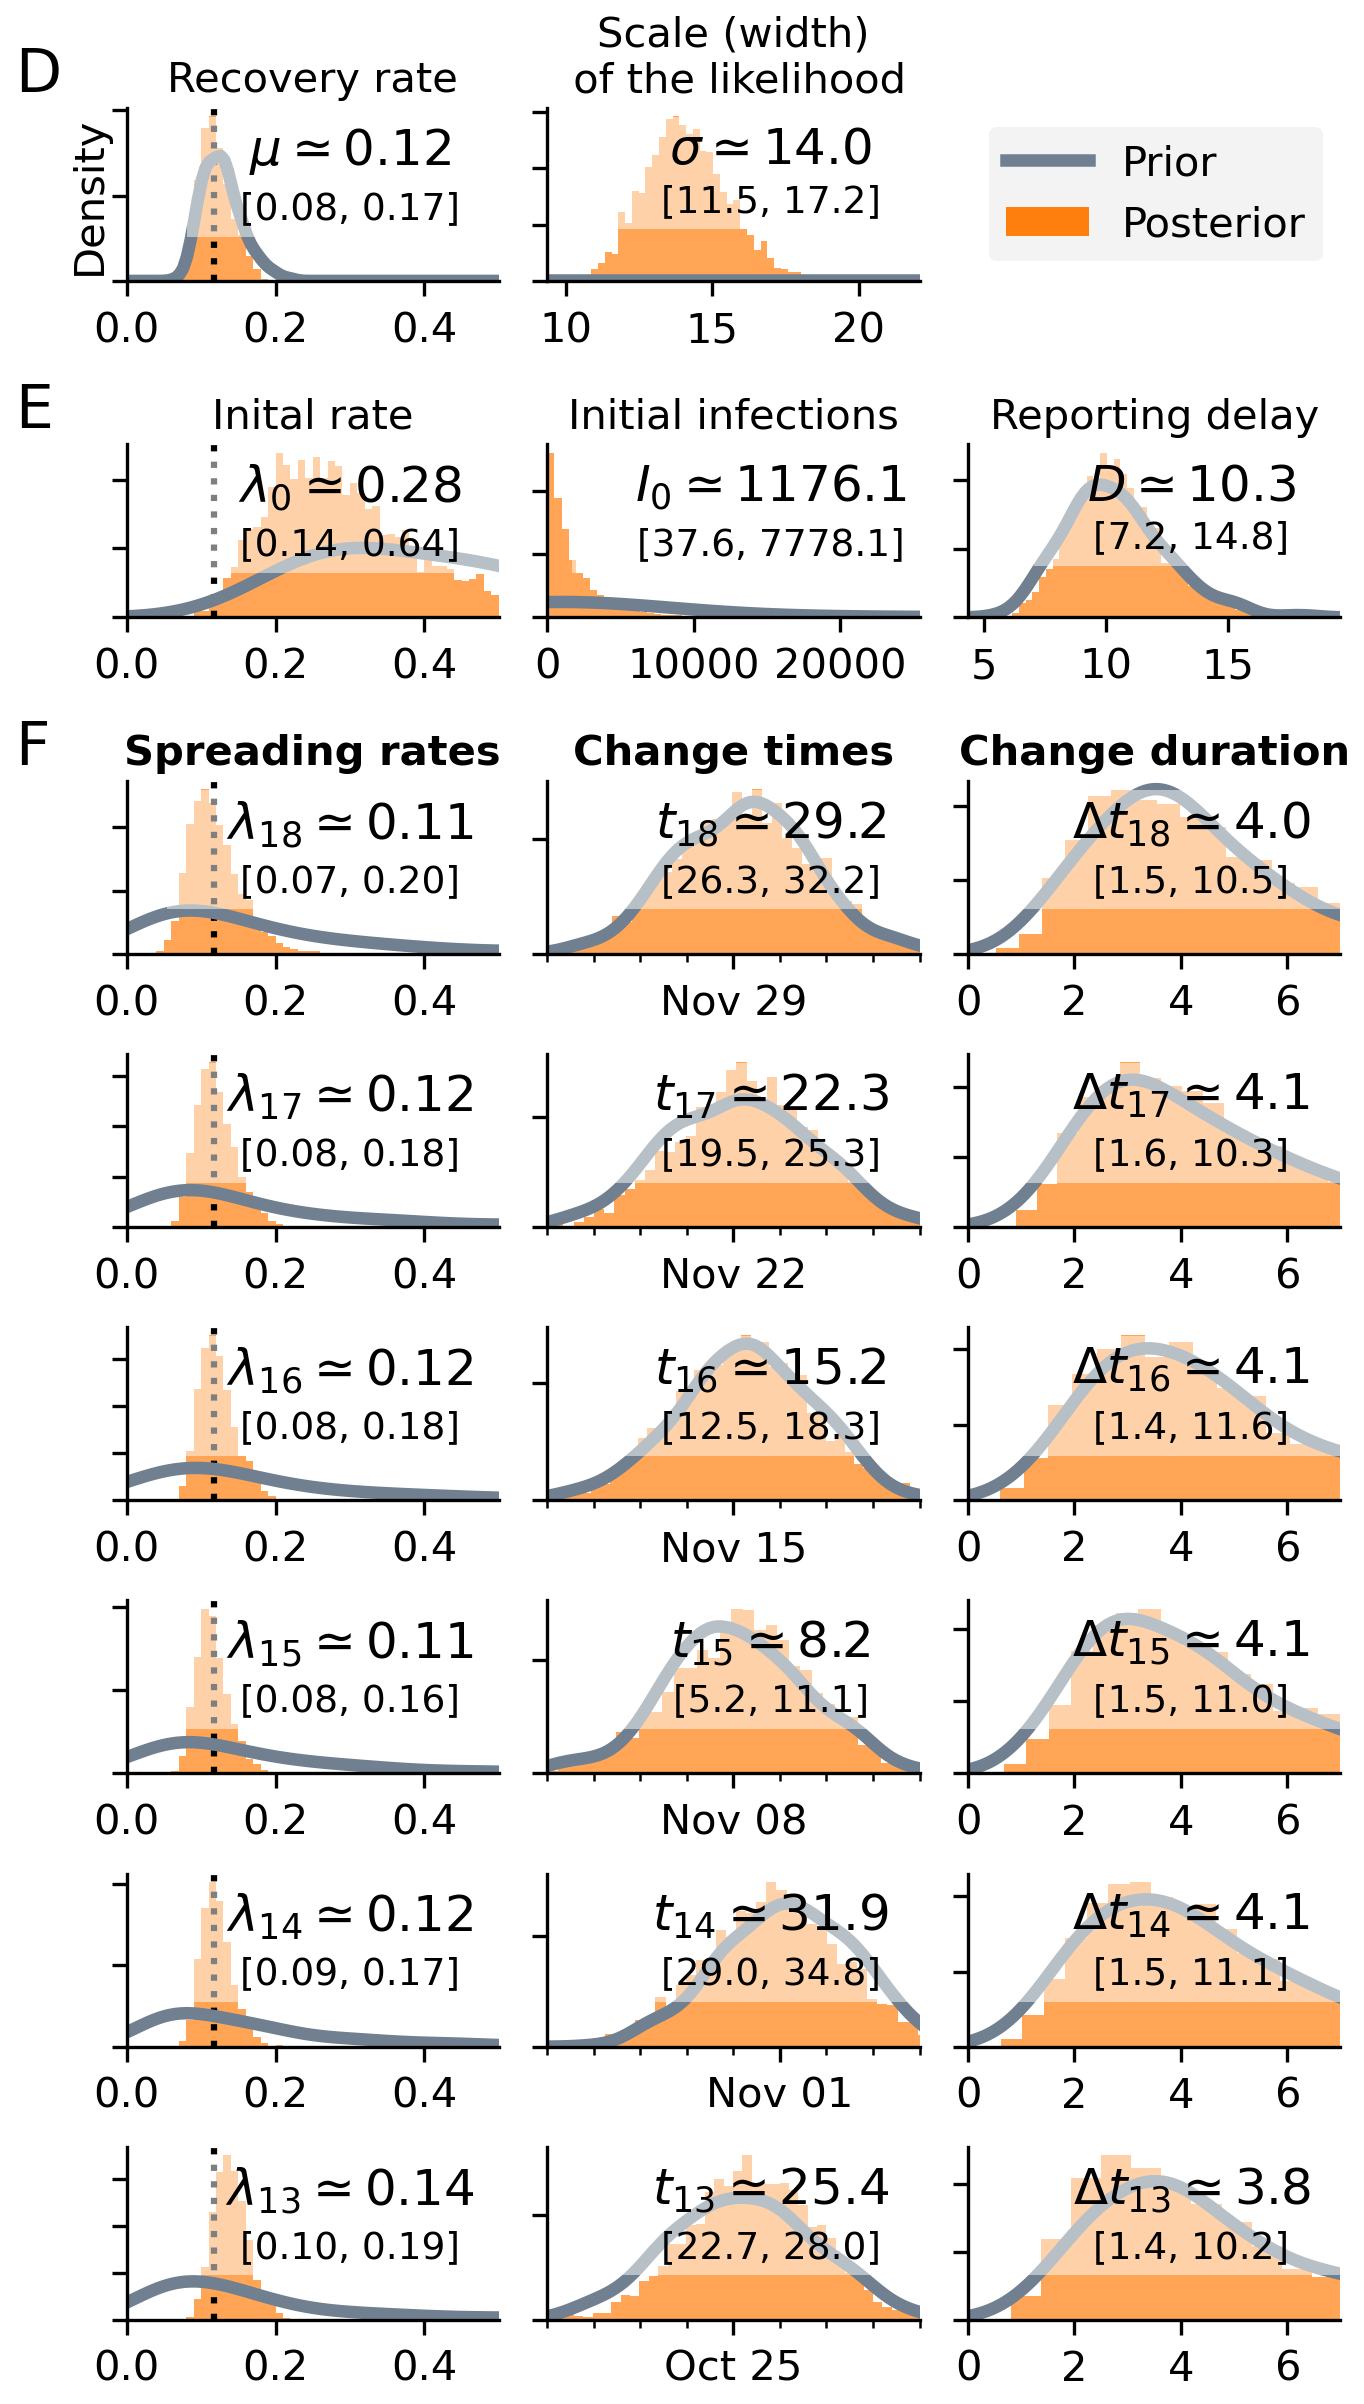 D
Recovery rate
Scale (width)
of the likelihood
Density
μ ≃ 0.12
[0.08, 0.17]
σ ≃ 14.0
[11.5, 17.2]
Prior
Posterior
0.0 0.2 0.4
10 15 20
E
Inital rate
Initial infections
Reporting delay
λ₀ ≃ 0.28
[0.14, 0.64]
I₀ ≃ 1176.1
[37.6, 7778.1]
D ≃ 10.3
[7.2, 14.8]
0.0 0.2 0.4
0 10000 20000
5 10 15
F
Spreading rates
Change times
Change duration
λ₁₈ ≃ 0.11
[0.07, 0.20]
t₁₈ ≃ 29.2
[26.3, 32.2]
Δt₁₈ ≃ 4.0
[1.5, 10.5]
0.0 0.2 0.4
Nov 29
0 2 4 6
λ₁₇ ≃ 0.12
[0.08, 0.18]
t₁₇ ≃ 22.3
[19.5, 25.3]
Δt₁₇ ≃ 4.1
[1.6, 10.3]
0.0 0.2 0.4
Nov 22
0 2 4 6
λ₁₆ ≃ 0.12
[0.08, 0.18]
t₁₆ ≃ 15.2
[12.5, 18.3]
Δt₁₆ ≃ 4.1
[1.4, 11.6]
0.0 0.2 0.4
Nov 15
0 2 4 6
λ₁₅ ≃ 0.11
[0.08, 0.16]
t₁₅ ≃ 8.2
[5.2, 11.1]
Δt₁₅ ≃ 4.1
[1.5, 11.0]
0.0 0.2 0.4
Nov 08
0 2 4 6
λ₁₄ ≃ 0.12
[0.09, 0.17]
t₁₄ ≃ 31.9
[29.0, 34.8]
Δt₁₄ ≃ 4.1
[1.5, 11.1]
0.0 0.2 0.4
Nov 01
0 2 4 6
λ₁₃ ≃ 0.14
[0.10, 0.19]
t₁₃ ≃ 25.4
[22.7, 28.0]
Δt₁₃ ≃ 3.8
[1.4, 10.2]
0.0 0.2 0.4
Oct 25
0 2 4 6